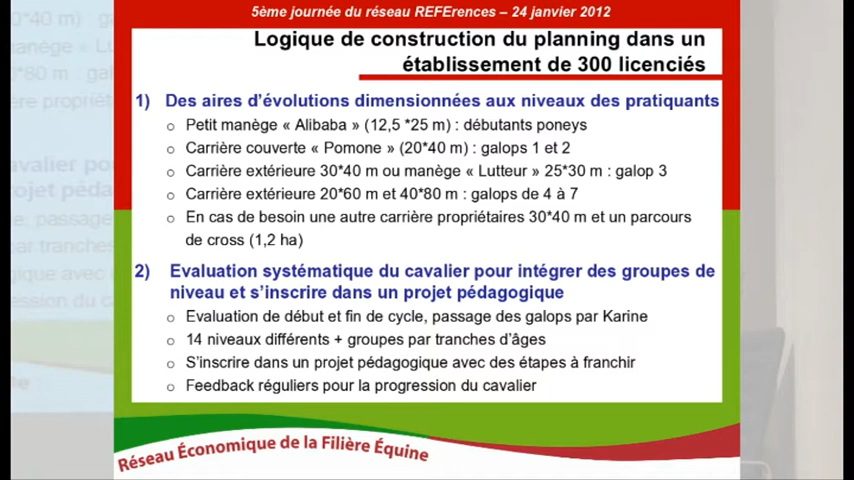 5ème journée du réseau REFErences – 24 janvier 2012
Logique de construction du planning dans un
établissement de 300 licenciés
1) Des aires d'évolutions dimensionnées aux niveaux des pratiquants
o Petit manège « Alibaba » (12,5 *25 m) : débutants poneys
o Carrière couverte « Pomone » (20*40 m) : galops 1 et 2
o Carrière extérieure 30*40 m ou manège « Lutteur » 25*30 m : galop 3
o Carrière extérieure 20*60 m et 40*80 m : galops de 4 à 7
o En cas de besoin une autre carrière propriétaires 30*40 m et un parcours
de cross (1,2 ha)
2) Evaluation systématique du cavalier pour intégrer des groupes de
niveau et s'inscrire dans un projet pédagogique
o Evaluation de début et fin de cycle, passage des galops par Karine
o 14 niveaux différents + groupes par tranches d'âges
o S'inscrire dans un projet pédagogique avec des étapes à franchir
o Feedback réguliers pour la progression du cavalier
Réseau Économique de la Filière Équine